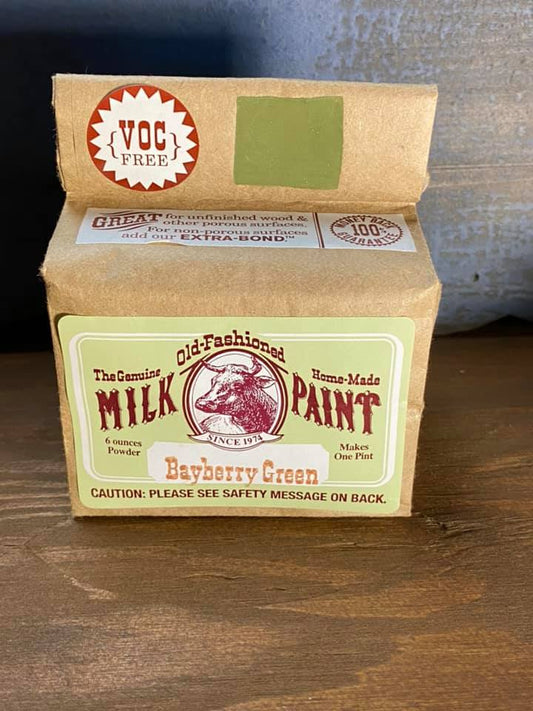 {VOC}
FREE
GREAT for unfinished wood &
other porous surfaces.
For non-porous surfaces
add our EXTRA-BOND.™
MONEY BACK
100%
GUARANTEE
Old-Fashioned
The Genuine
Home-Made
MILK PAINT
6 ounces
Powder
SINCE 1974
Makes
One Pint
Bayberry Green
CAUTION: PLEASE SEE SAFETY MESSAGE ON BACK.